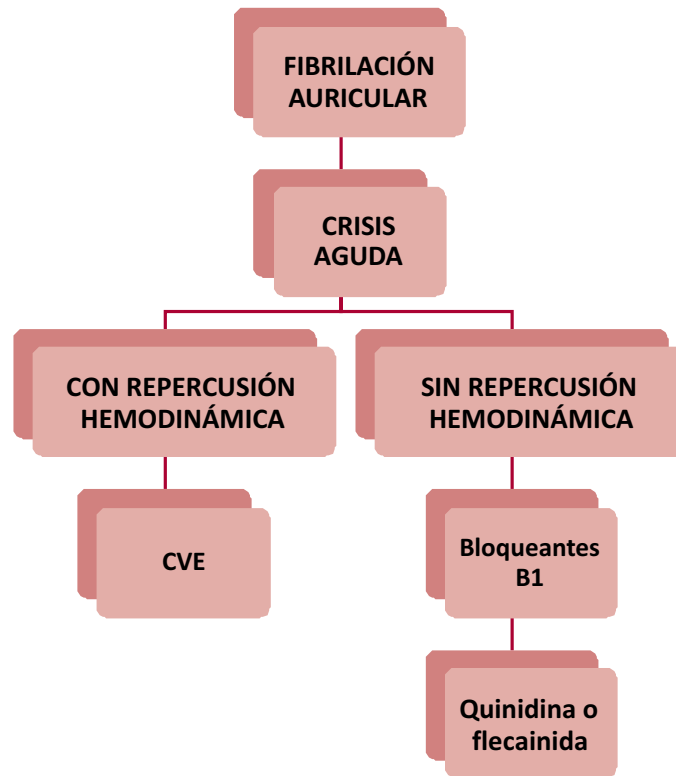 FIBRILACIÓN
AURICULAR
CRISIS
AGUDA
CON REPERCUSIÓN
HEMODINÁMICA
SIN REPERCUSIÓN
HEMODINÁMICA
CVE
Bloqueantes
B1
Quinidina o
flecainida